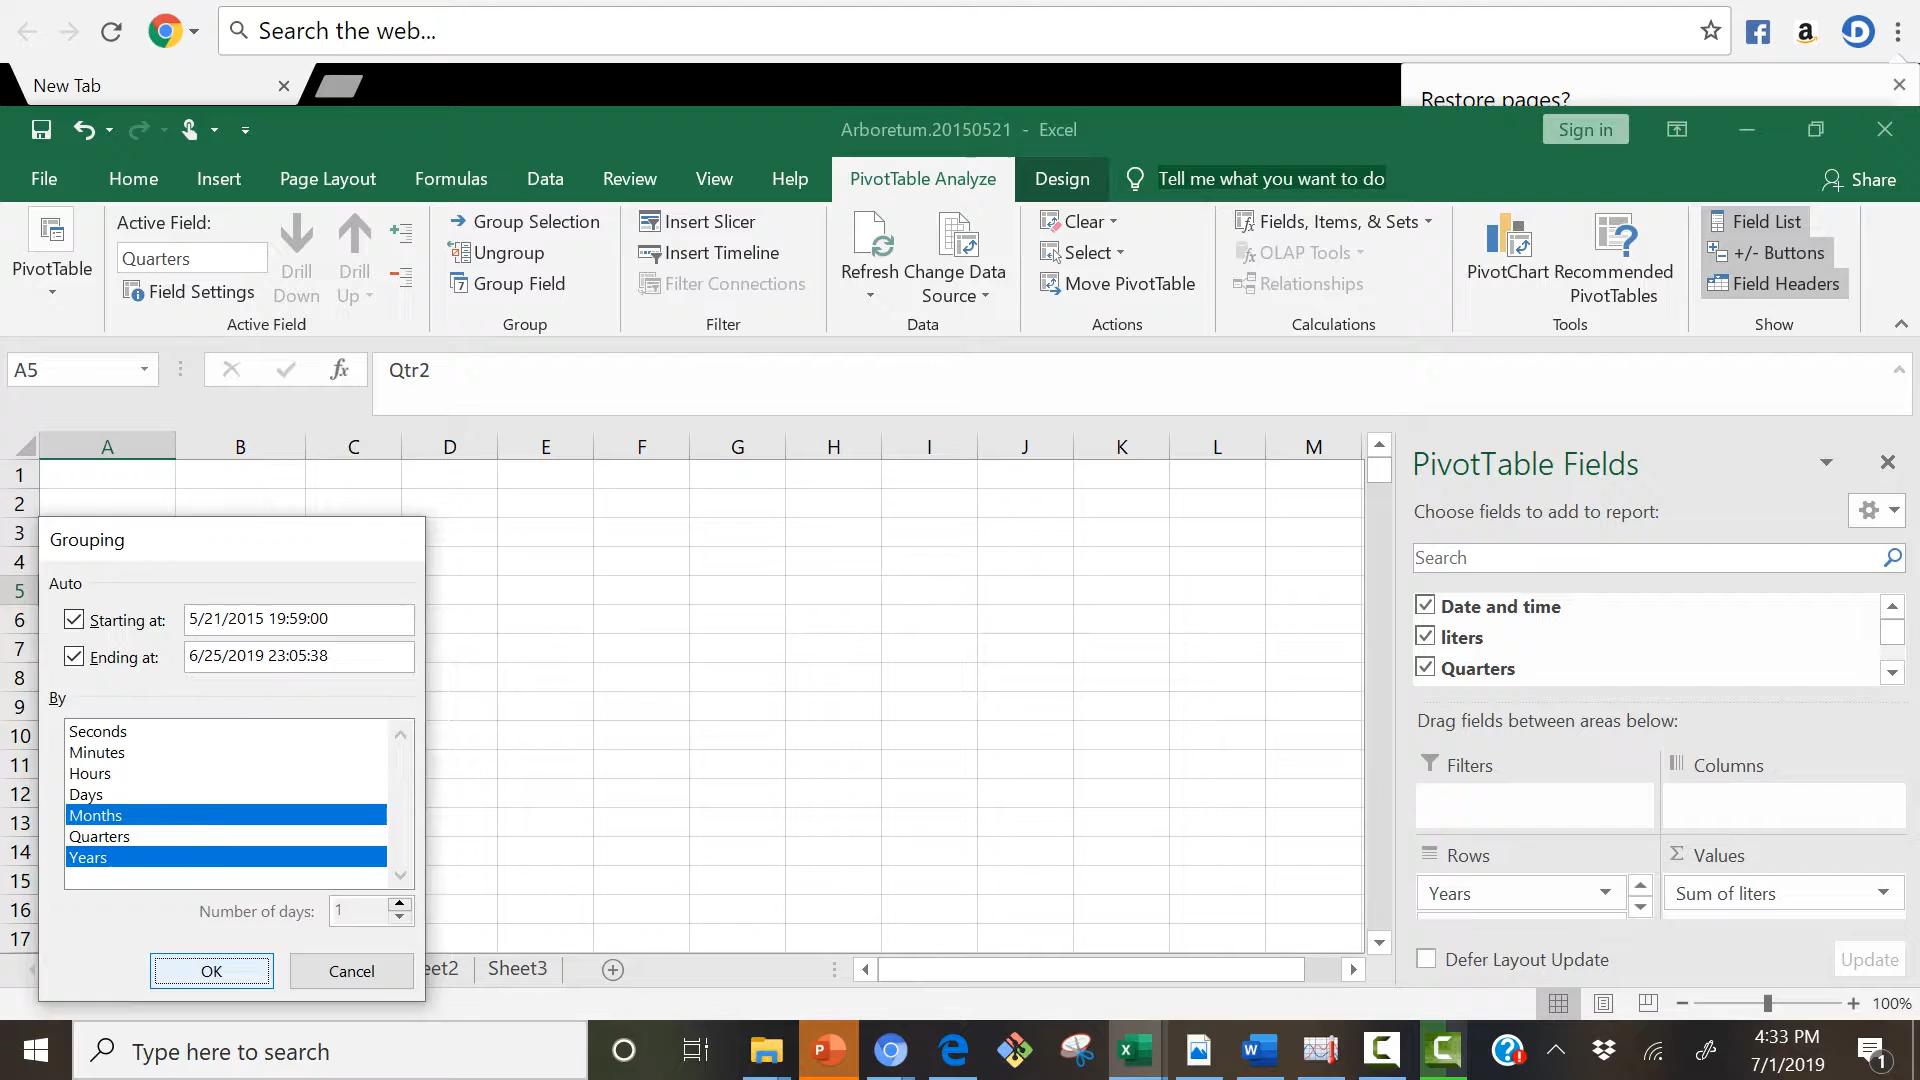 Search the web...
New Tab
Restore pages?
Arboretum.20150521 - Excel
Sign in
File Home Insert Page Layout Formulas Data Review View Help PivotTable Analyze Design Tell me what you want to do Share
PivotTable
Active Field:
Quarters
Field Settings
Drill Down
Drill Up
Active Field
Group Selection
Ungroup
Group Field
Group
Insert Slicer
Insert Timeline
Filter Connections
Filter
Refresh
Change Data Source
Data
Clear
Select
Move PivotTable
Actions
Fields, Items, & Sets
OLAP Tools
Relationships
Calculations
PivotChart
Recommended PivotTables
Tools
Field List
+/- Buttons
Field Headers
Show
A5
fx
Qtr2
A B C D E F G H I J K L M
1
2
3
4
5
6
7
8
9
10
11
12
13
14
15
16
17
Grouping
Auto
Starting at: 5/21/2015 19:59:00
Ending at: 6/25/2019 23:05:38
By
Seconds
Minutes
Hours
Days
Months
Quarters
Years
Number of days: 1
OK Cancel
eet2 Sheet3
PivotTable Fields
Choose fields to add to report:
Search
Date and time
liters
Quarters
Drag fields between areas below:
Filters Columns
Rows Values
Years Sum of liters
Defer Layout Update Update
100%
Type here to search
4:33 PM
7/1/2019
1